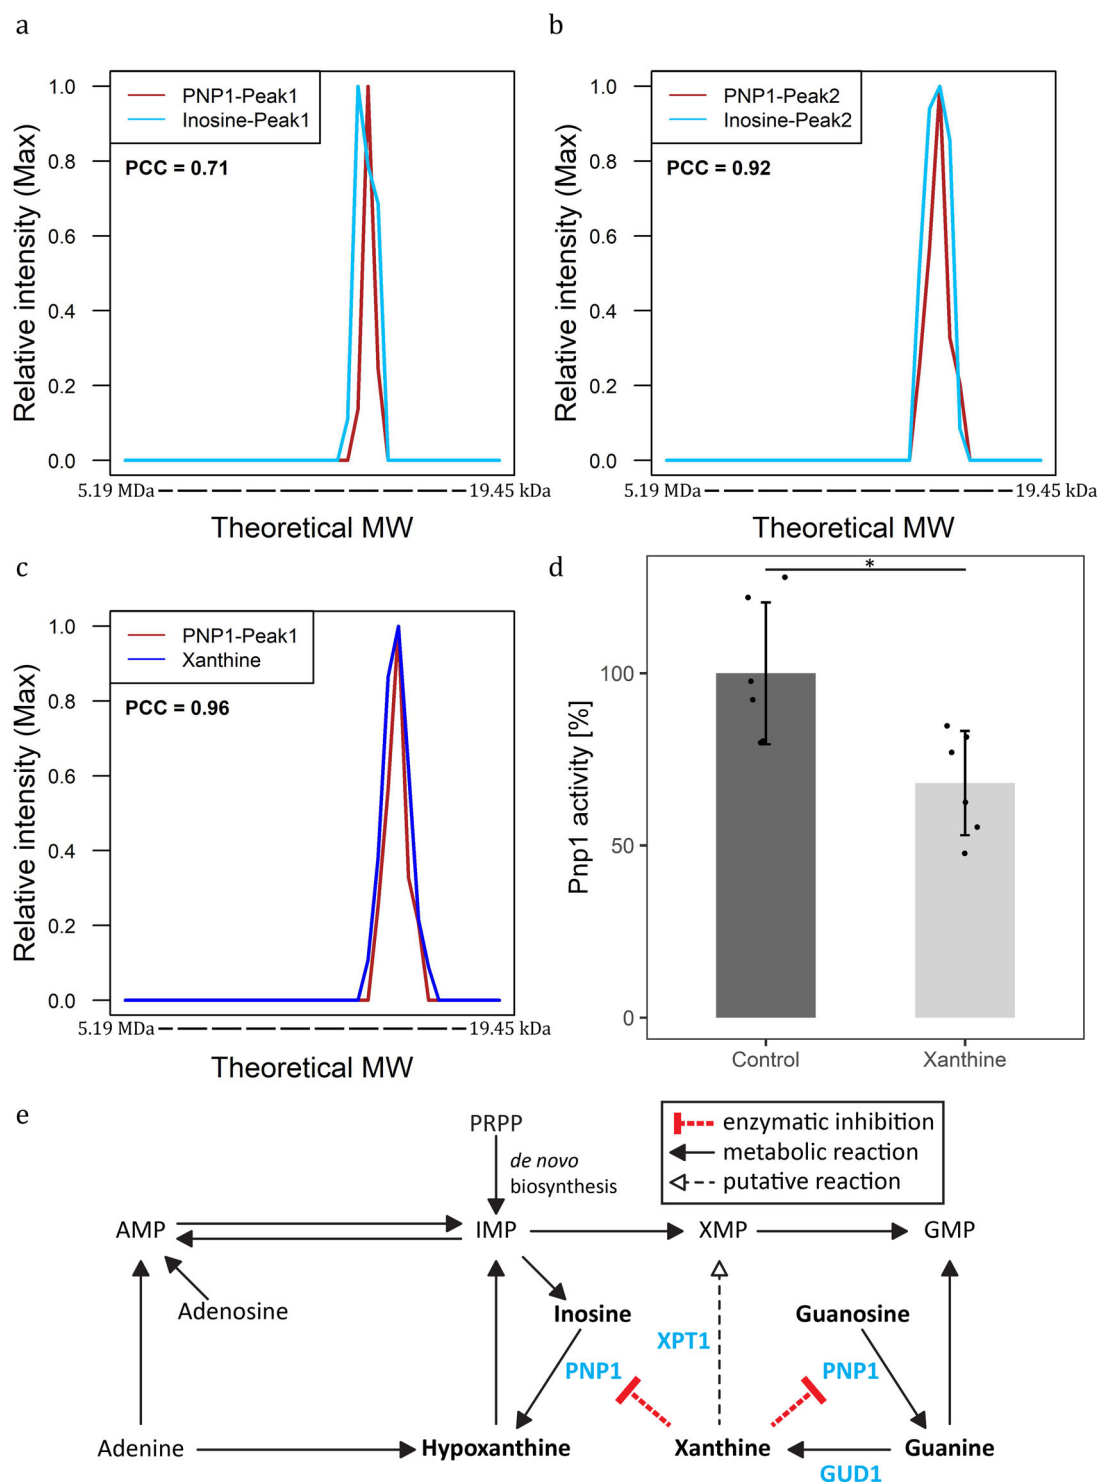 a
PNP1-Peak1
Inosine-Peak1
PCC = 0.71
1.0
0.8
0.6
0.4
0.2
0.0
Relative intensity (Max)
5.19 MDa
19.45 kDa
Theoretical MW
b
PNP1-Peak2
Inosine-Peak2
PCC = 0.92
1.0
0.8
0.6
0.4
0.2
0.0
Relative intensity (Max)
5.19 MDa
19.45 kDa
Theoretical MW
c
PNP1-Peak1
Xanthine
PCC = 0.96
1.0
0.8
0.6
0.4
0.2
0.0
Relative intensity (Max)
5.19 MDa
19.45 kDa
Theoretical MW
d
*
100
50
0
Pnp1 activity [%]
Control
Xanthine
e
enzymatic inhibition
metabolic reaction
putative reaction
PRPP
de novo
biosynthesis
AMP
IMP
XMP
GMP
Adenosine
Inosine
Guanosine
XPT1
PNP1
PNP1
Adenine
Hypoxanthine
Xanthine
Guanine
GUD1